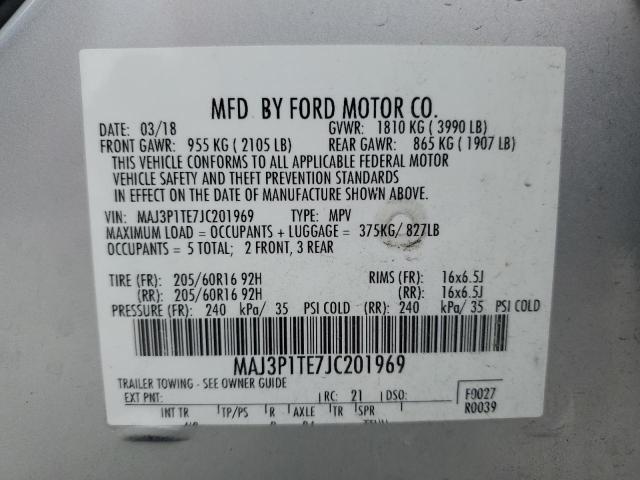 MFD. BY FORD MOTOR CO.
DATE: 03/18 GVWR: 1810 KG ( 3990 LB)
FRONT GAWR: 955 KG ( 2105 LB) REAR GAWR: 865 KG ( 1907 LB)
THIS VEHICLE CONFORMS TO ALL APPLICABLE FEDERAL MOTOR
VEHICLE SAFETY AND THEFT PREVENTION STANDARDS
IN EFFECT ON THE DATE OF MANUFACTURE SHOWN ABOVE.
VIN: MAJ3P1TE7JC201969 TYPE: MPV
MAXIMUM LOAD = OCCUPANTS + LUGGAGE = 375KG/ 827LB
OCCUPANTS = 5 TOTAL; 2 FRONT, 3 REAR
TIRE (FR): 205/60R16 92H RIMS (FR): 16x6.5J
(RR): 205/60R16 92H (RR): 16x6.5J
PRESSURE (FR): 240 kPa/ 35 PSI COLD (RR): 240 kPa/ 35 PSI COLD
MAJ3P1TE7JC201969
TRAILER TOWING - SEE OWNER GUIDE
EXT PNT: RC: 21 DSO: F0027
R0039
INT TR TP/PS R AXLE TR SPR